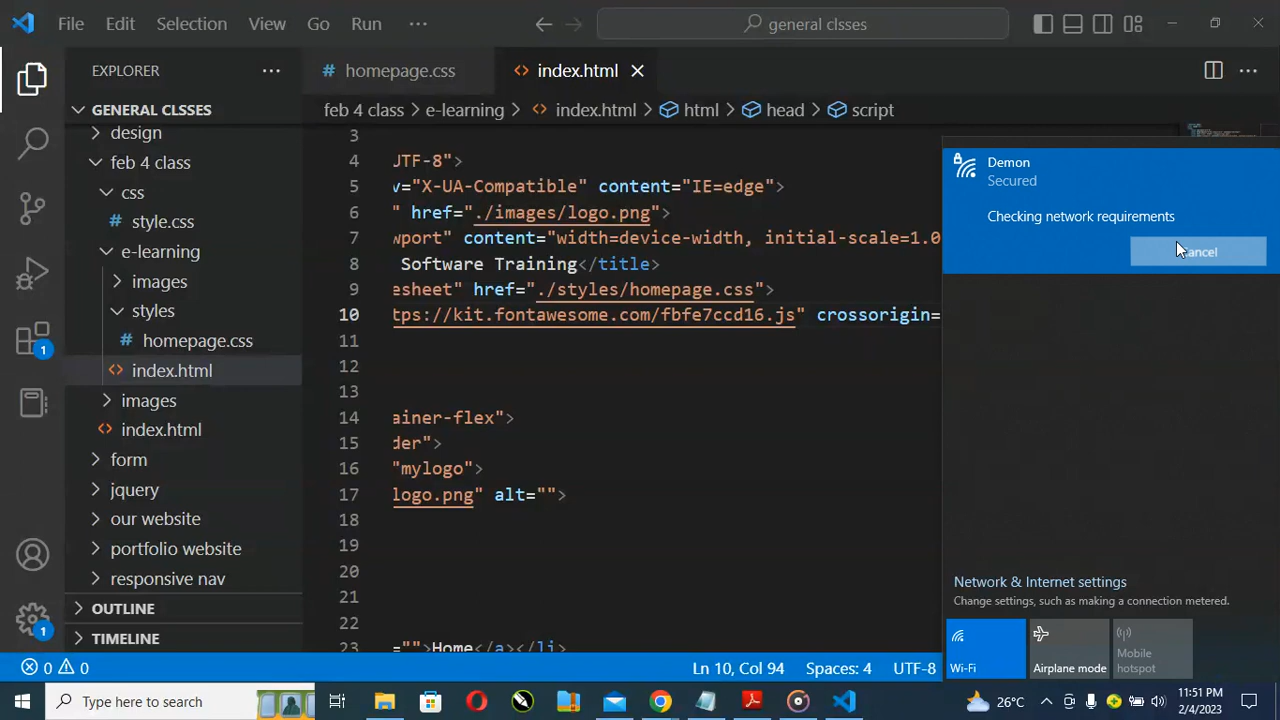 File Edit Selection View Go Run ··· general clsses
EXPLORER ···
GENERAL CLSSES
design
feb 4 class
css
# style.css
e-learning
images
styles
# homepage.css
<> index.html
images
<> index.html
form
jquery
our website
portfolio website
responsive nav
OUTLINE
TIMELINE
1
1
# homepage.css <> index.html
feb 4 class > e-learning > <> index.html > html > head > script
3
4 UTF-8">
5 v="X-UA-Compatible" content="IE=edge">
6 " href="./images/logo.png">
7 ewport" content="width=device-width, initial-scale=1.0
8 Software Training</title>
9 esheet" href="./styles/homepage.css">
10 tps://kit.fontawesome.com/fbfe7ccd16.js" crossorigin=
11
12
13
14 ainer-flex">
15 der">
16 "mylogo">
17 logo.png" alt="">
18
19
20
21
22
23 ="">Home</a></li>
Demon
Secured
Checking network requirements
Cancel
Network & Internet settings
Change settings, such as making a connection metered.
Wi-Fi
Airplane mode
Mobile
hotspot
0 0 Ln 10, Col 94 Spaces: 4 UTF-8
Type here to search
26°C
11:51 PM
2/4/2023